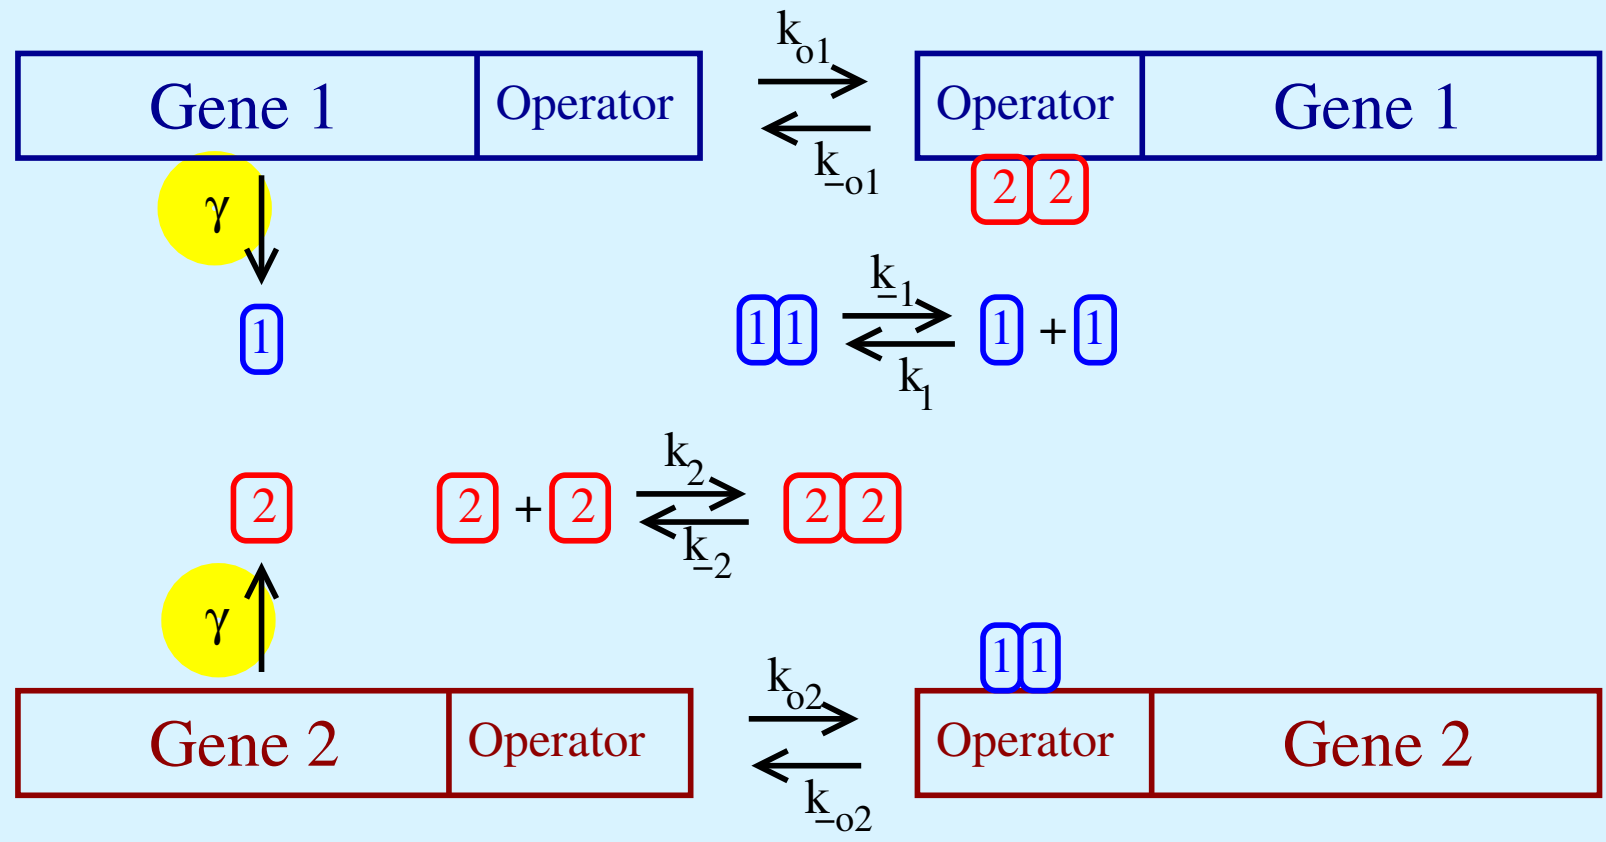 k_o1
Gene 1 Operator Operator Gene 1
k_-o1
γ 2 2
k_-1
1 1 1 1 + 1
k_1
k_2
2 2 + 2 2 2
k_-2
γ 1 1
k_o2
Gene 2 Operator Operator Gene 2
k_-o2